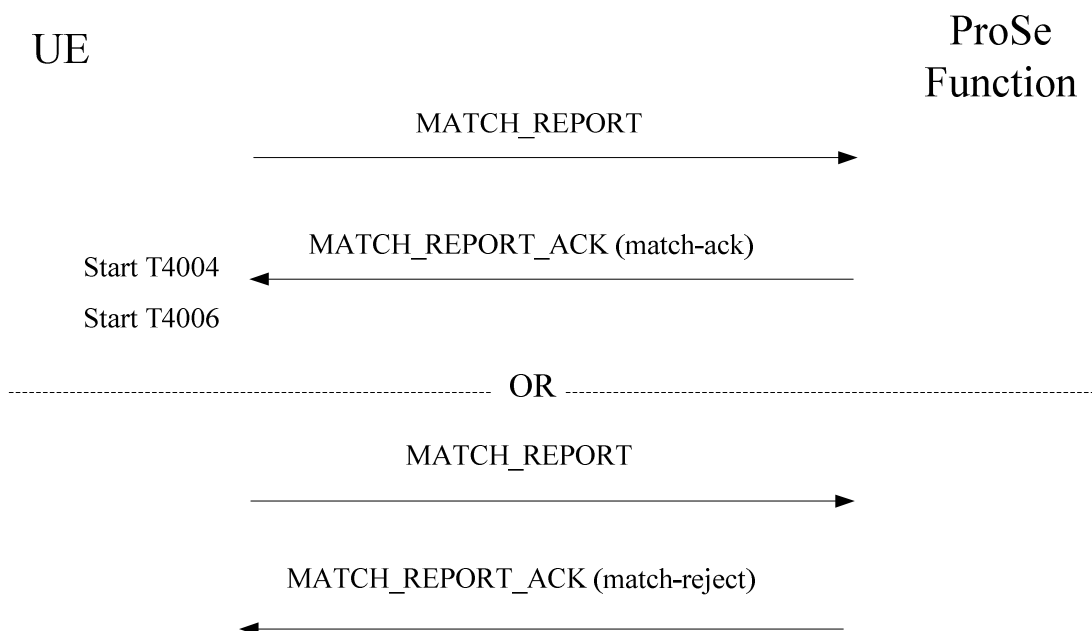 UE
ProSe
Function
MATCH_REPORT
MATCH_REPORT_ACK (match-ack)
Start T4004
Start T4006
OR
MATCH_REPORT
MATCH_REPORT_ACK (match-reject)